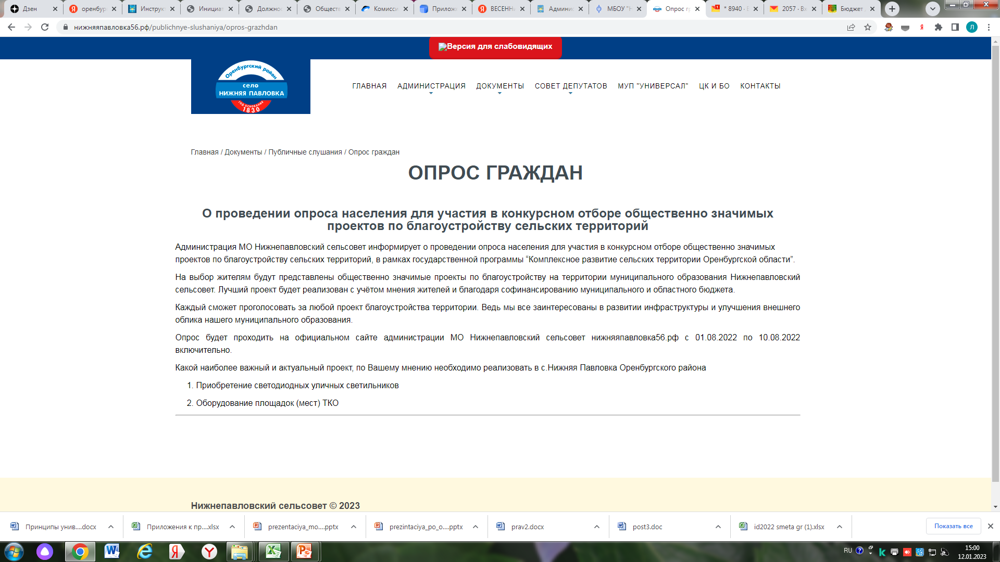 Дзен
оренбур
Инструк
Инициат
Должнос
Обществ
Комисси
Приложе
ВЕСЕНН
Админис
МБОУ "Н
Опрос гр
* 8940 ·
2057 · Вх
Бюджет
нижняяпавловка56.рф/publichnye-slushaniya/opros-grazhdan
Л
Версия для слабовидящих
Оренбургский район
село
НИЖНЯЯ ПАВЛОВКА
ГОД ОСНОВАНИЯ
1830
ГЛАВНАЯ АДМИНИСТРАЦИЯ ДОКУМЕНТЫ СОВЕТ ДЕПУТАТОВ МУП "УНИВЕРСАЛ" ЦК И БО КОНТАКТЫ
Главная / Документы / Публичные слушания / Опрос граждан
ОПРОС ГРАЖДАН
О проведении опроса населения для участия в конкурсном отборе общественно значимых
проектов по благоустройству сельских территорий
Администрация МО Нижнепавловский сельсовет информирует о проведении опроса населения для участия в конкурсном отборе общественно значимых
проектов по благоустройству сельских территорий, в рамках государственной программы “Комплексное развитие сельских территории Оренбургской области”.
На выбор жителям будут представлены общественно значимые проекты по благоустройству на территории муниципального образования Нижнепавловский
сельсовет. Лучший проект будет реализован с учётом мнения жителей и благодаря софинансированию муниципального и областного бюджета.
Каждый сможет проголосовать за любой проект благоустройства территории. Ведь мы все заинтересованы в развитии инфраструктуры и улучшения внешнего
облика нашего муниципального образования.
Опрос будет проходить на официальном сайте администрации МО Нижнепавловский сельсовет нижняяпавловка56.рф с 01.08.2022 по 10.08.2022
включительно.
Какой наиболее важный и актуальный проект, по Вашему мнению необходимо реализовать в с.Нижняя Павловка Оренбургского района
1. Приобретение светодиодных уличных светильников
2. Оборудование площадок (мест) ТКО
Нижнепавловский сельсовет © 2023
Принципы унив....docx
Приложения к пр....xlsx
prezentaciya_mo....pptx
prezintaciya_po_o....pptx
prav2.docx
post3.doc
id2022 smeta gr (1).xlsx
Показать все
RU
15:00
12.01.2023